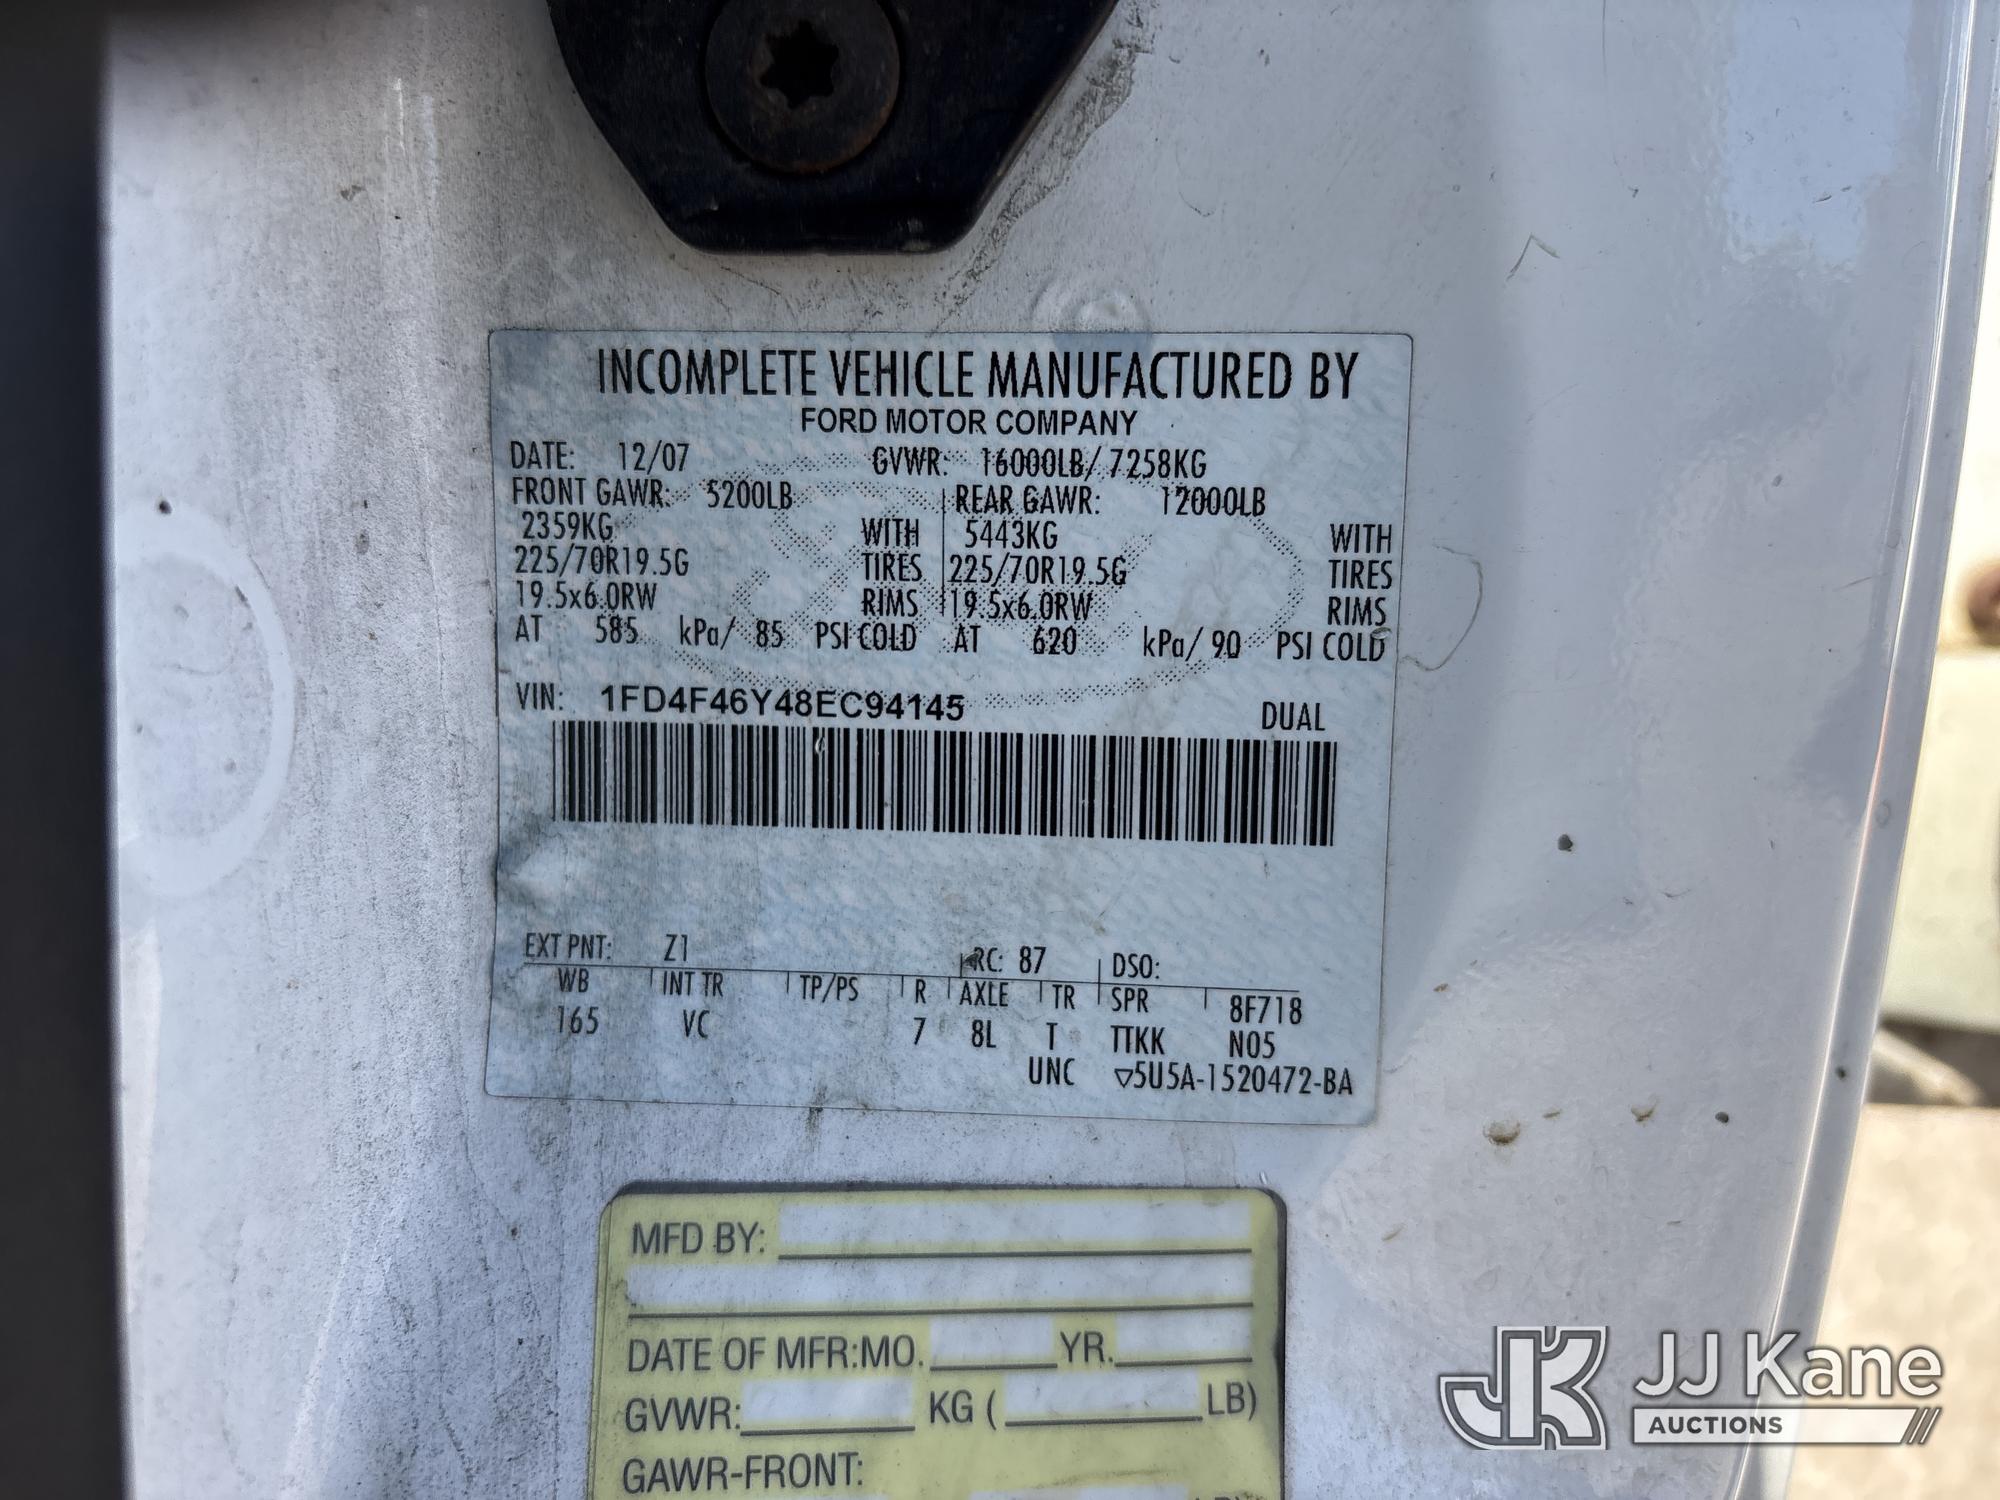 INCOMPLETE VEHICLE MANUFACTURED BY
FORD MOTOR COMPANY
DATE: 12/07 GVWR: 16000LB/ 7258KG
FRONT GAWR: 5200LB REAR GAWR: 12000LB
2359KG WITH 5443KG WITH
225/70R19.5G TIRES 225/70R19.5G TIRES
19.5x6.0RW RIMS 19.5x6.0RW RIMS
AT 585 kPa/ 85 PSI COLD AT 620 kPa/ 90 PSI COLD
VIN: 1FD4F46Y48EC94145 DUAL
EXT PNT: Z1 RC: 87 DSO:
WB INT TR TP/PS R AXLE TR SPR 8F718
165 VC 7 8L T TTKK N05
UNC ▽5U5A-1520472-BA
MFD BY:
DATE OF MFR:MO. YR.
GVWR: KG ( LB)
GAWR-FRONT:
JK JJ Kane
AUCTIONS